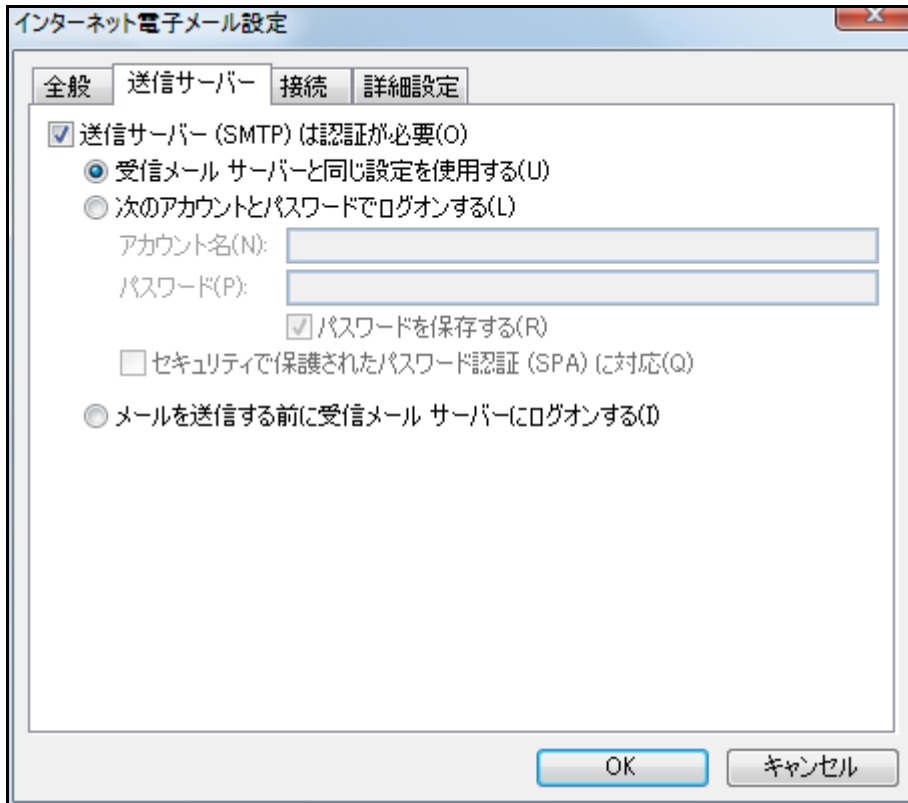 インターネット電子メール設定
全般 送信サーバー 接続 詳細設定
送信サーバー (SMTP) は認証が必要(O)
受信メール サーバーと同じ設定を使用する(U)
次のアカウントとパスワードでログオンする(L)
アカウント名(N):
パスワード(P):
パスワードを保存する(R)
セキュリティで保護されたパスワード認証 (SPA) に対応(Q)
メールを送信する前に受信メール サーバーにログオンする(I)
OK キャンセル